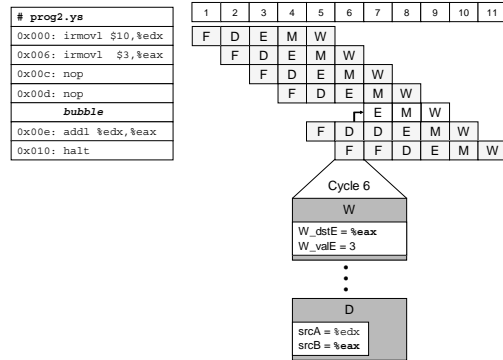 # prog2.ys
0x000: irmovl $10,%edx
0x006: irmovl  $3,%eax
0x00c: nop
0x00d: nop
bubble
0x00e: addl %edx,%eax
0x010: halt
1 2 3 4 5 6 7 8 9 10 11
F D E M W
F D E M W
F D E M W
F D E M W
E M W
F D D E M W
F F D E M W
Cycle 6
W
W_dstE = %eax
W_valE = 3
D
srcA = %edx
srcB = %eax